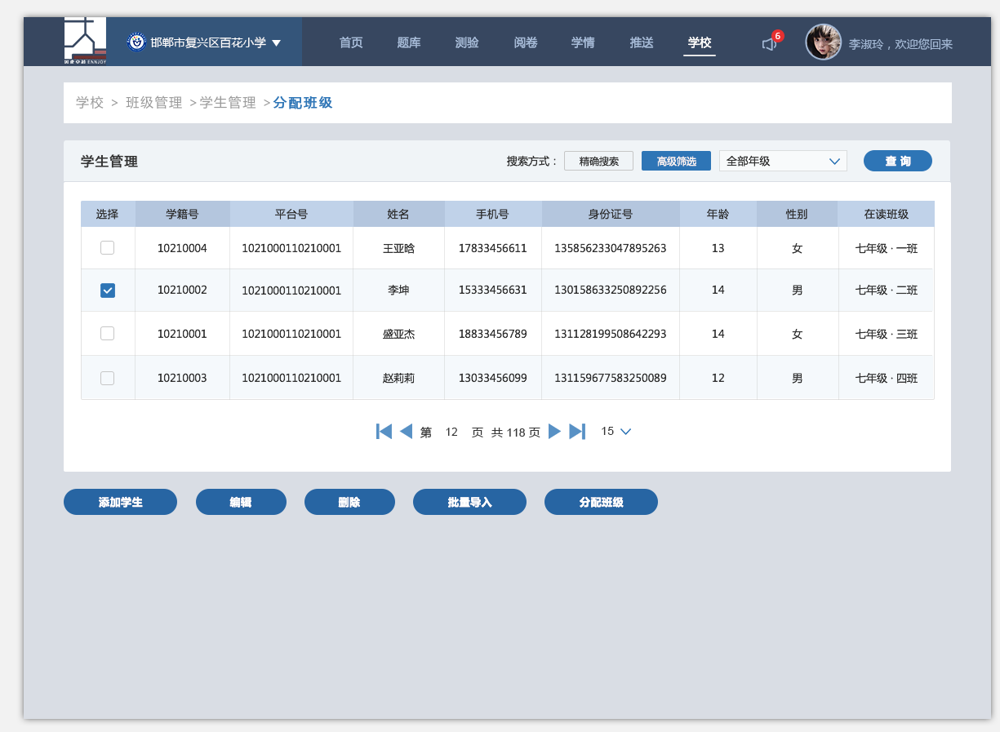 邯郸市复兴区百花小学 首页 题库 测验 阅卷 学情 推送 学校 6 李淑玲，欢迎您回来
学校 > 班级管理 >学生管理 >分配班级
学生管理 搜索方式： 精确搜索 高级筛选 全部年级 查 询
选择 学籍号 平台号 姓名 手机号 身份证号 年龄 性别 在读班级
10210004 1021000110210001 王亚晗 17833456611 135856233047895263 13 女 七年级 · 一班
10210002 1021000110210001 李坤 15333456631 130158633250892256 14 男 七年级 · 二班
10210001 1021000110210001 盛亚杰 18833456789 131128199508642293 14 女 七年级 · 三班
10210003 1021000110210001 赵莉莉 13033456099 131159677583250089 12 男 七年级 · 四班
第 12 页 共 118 页 15
添加学生 编辑 删除 批量导入 分配班级